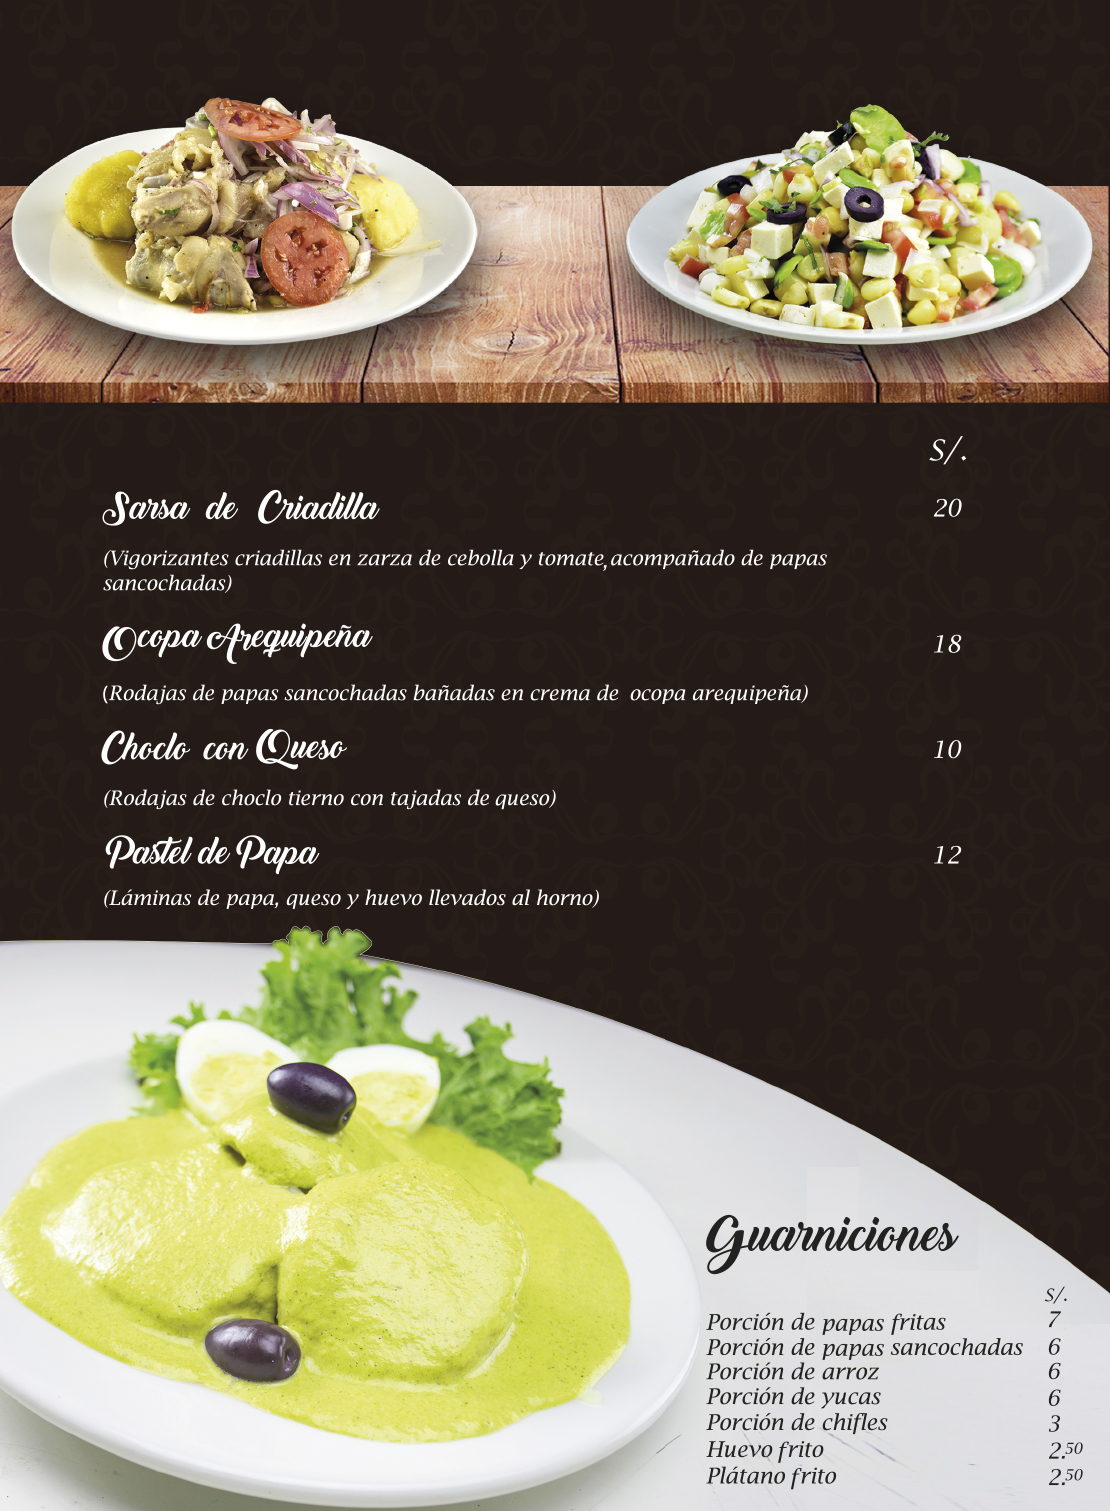 S/.
Sarsa de Criadilla 20
(Vigorizantes criadillas en zarza de cebolla y tomate, acompañado de papas
sancochadas)
Ocopa Arequipeña 18
(Rodajas de papas sancochadas bañadas en crema de ocopa arequipeña)
Choclo con Queso 10
(Rodajas de choclo tierno con tajadas de queso)
Pastel de Papa 12
(Láminas de papa, queso y huevo llevados al horno)
Guarniciones
S/.
Porción de papas fritas 7
Porción de papas sancochadas 6
Porción de arroz 6
Porción de yucas 6
Porción de chifles 3
Huevo frito 2.50
Plátano frito 2.50